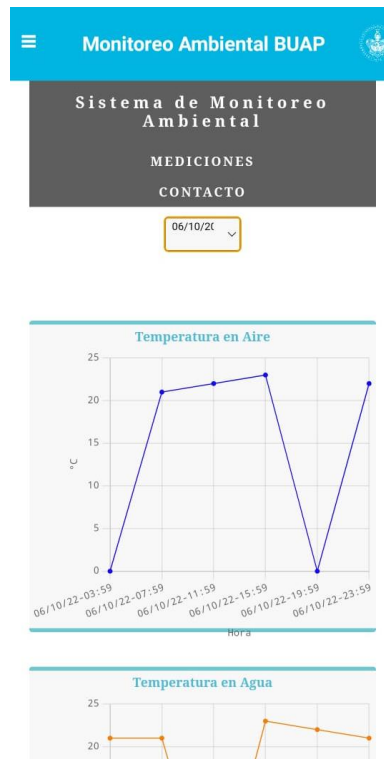 Monitoreo Ambiental BUAP
Sistema de Monitoreo
Ambiental
MEDICIONES
CONTACTO
06/10/20
Temperatura en Aire
25
20
15
10
5
0
°C
06/10/22-03:59
06/10/22-07:59
06/10/22-11:59
06/10/22-15:59
06/10/22-19:59
06/10/22-23:59
Hora
Temperatura en Agua
25
20